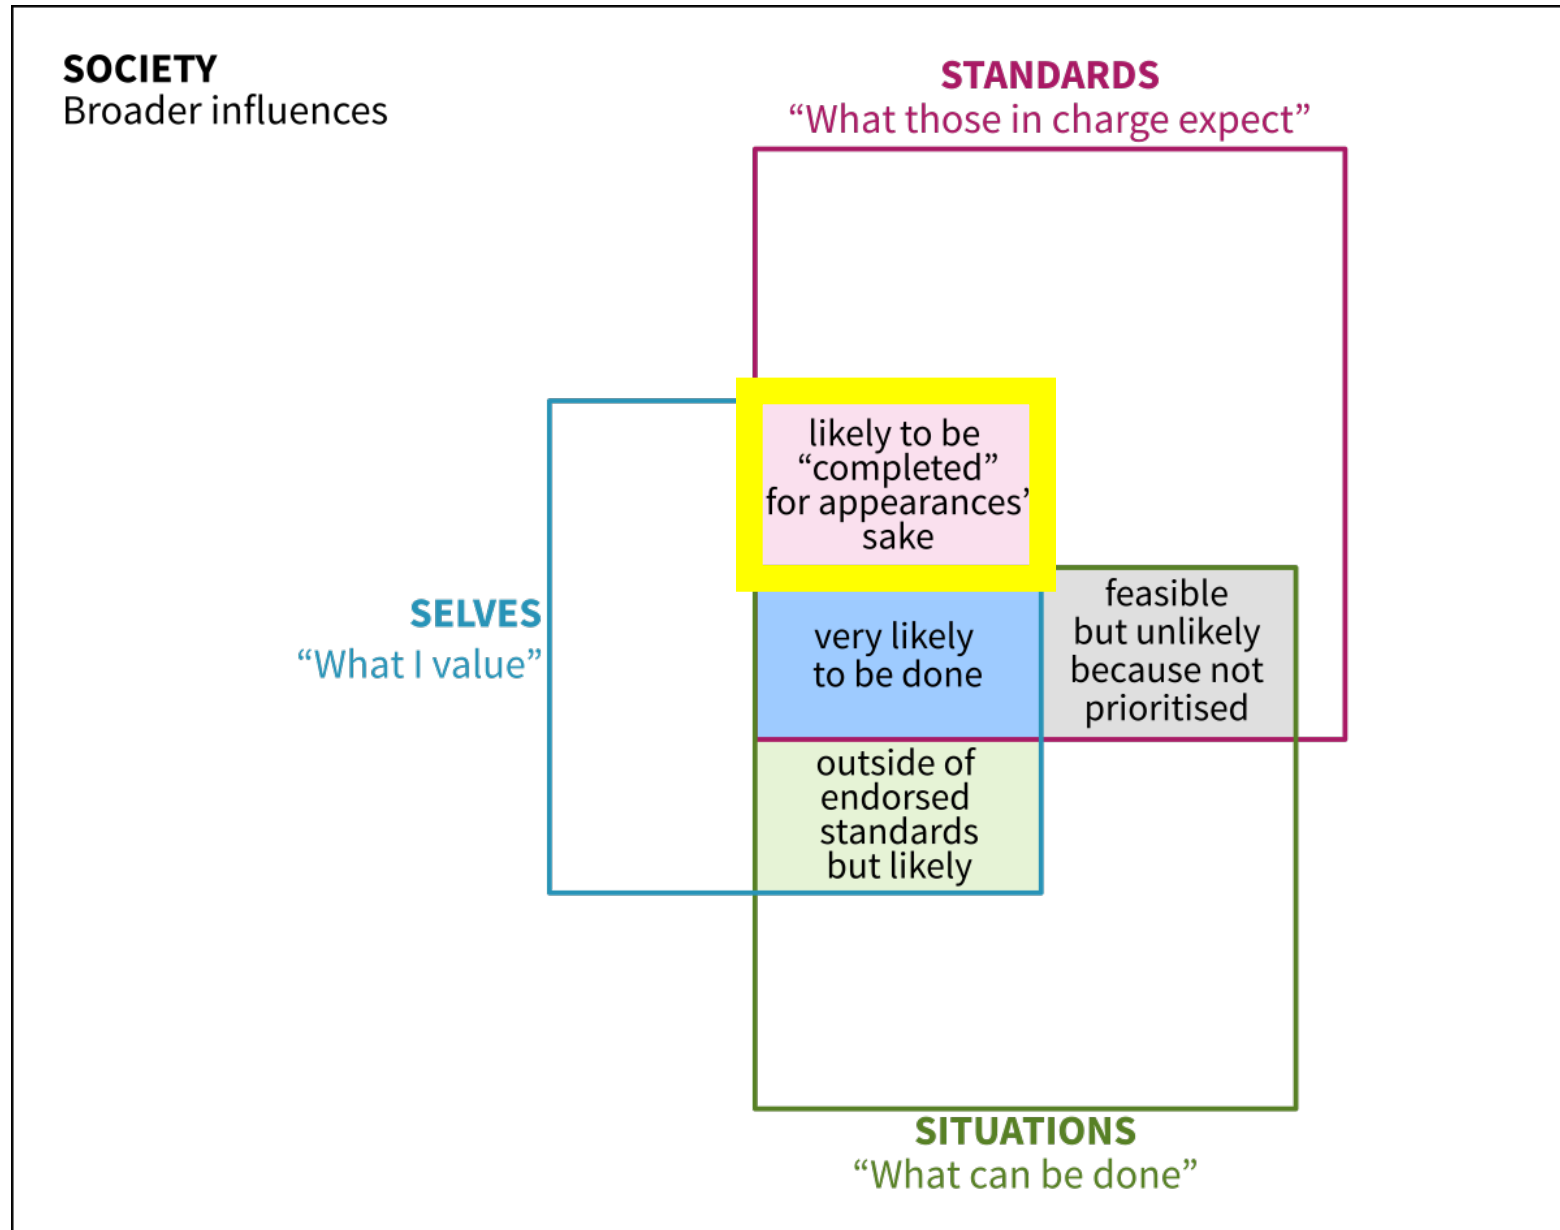 SOCIETY
Broader influences
STANDARDS
“What those in charge expect”
likely to be
“completed”
for appearances’
sake
SELVES
“What I value”
very likely
to be done
feasible
but unlikely
because not
prioritised
outside of
endorsed
standards
but likely
SITUATIONS
“What can be done”